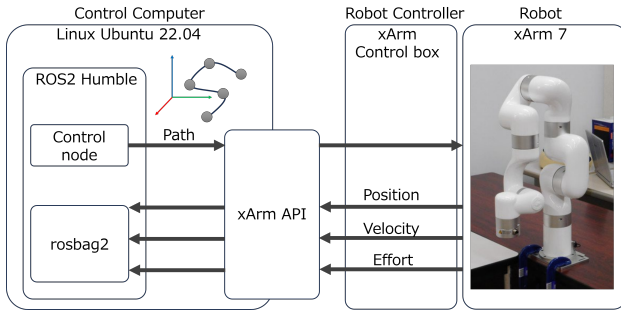 Control Computer
Linux Ubuntu 22.04
ROS2 Humble
Control
node
Path
xArm API
rosbag2
Robot Controller
xArm
Control box
Position
Velocity
Effort
Robot
xArm 7